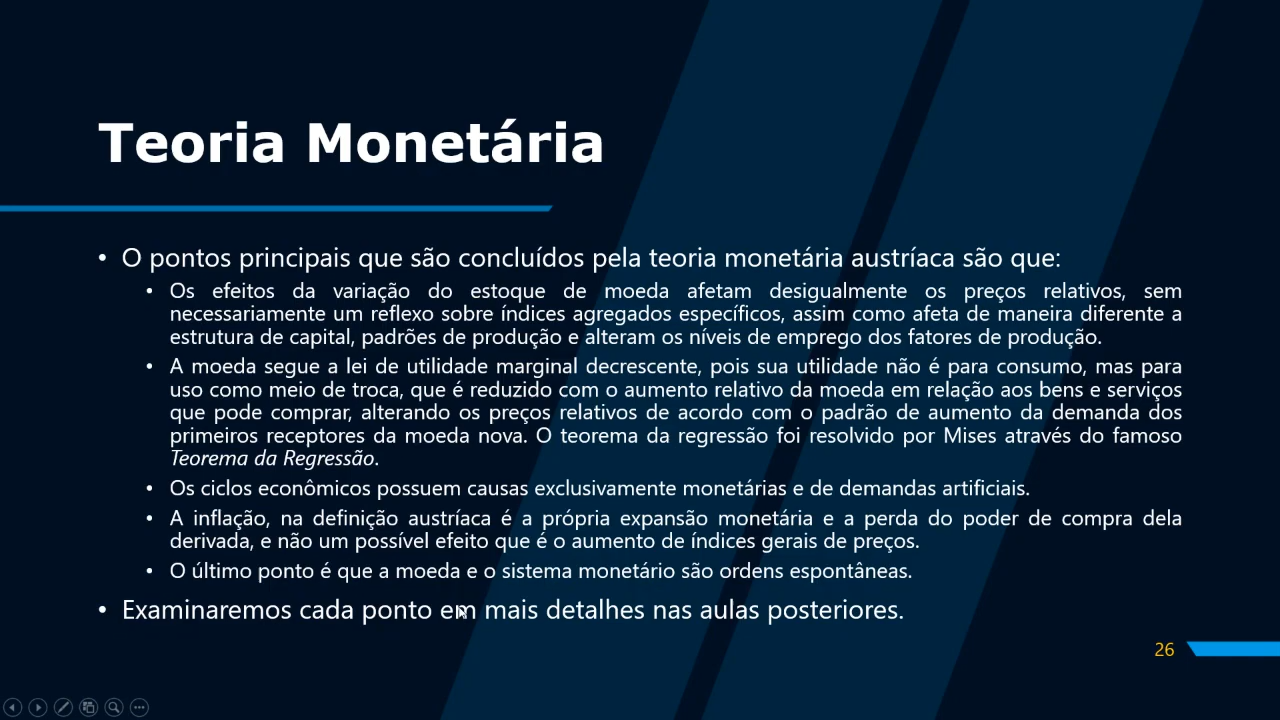 Teoria Monetária
• O pontos principais que são concluídos pela teoria monetária austríaca são que:
• Os efeitos da variação do estoque de moeda afetam desigualmente os preços relativos, sem
necessariamente um reflexo sobre índices agregados específicos, assim como afeta de maneira diferente a
estrutura de capital, padrões de produção e alteram os níveis de emprego dos fatores de produção.
• A moeda segue a lei de utilidade marginal decrescente, pois sua utilidade não é para consumo, mas para
uso como meio de troca, que é reduzido com o aumento relativo da moeda em relação aos bens e serviços
que pode comprar, alterando os preços relativos de acordo com o padrão de aumento da demanda dos
primeiros receptores da moeda nova. O teorema da regressão foi resolvido por Mises através do famoso
Teorema da Regressão.
• Os ciclos econômicos possuem causas exclusivamente monetárias e de demandas artificiais.
• A inflação, na definição austríaca é a própria expansão monetária e a perda do poder de compra dela
derivada, e não um possível efeito que é o aumento de índices gerais de preços.
• O último ponto é que a moeda e o sistema monetário são ordens espontâneas.
• Examinaremos cada ponto em mais detalhes nas aulas posteriores.
26